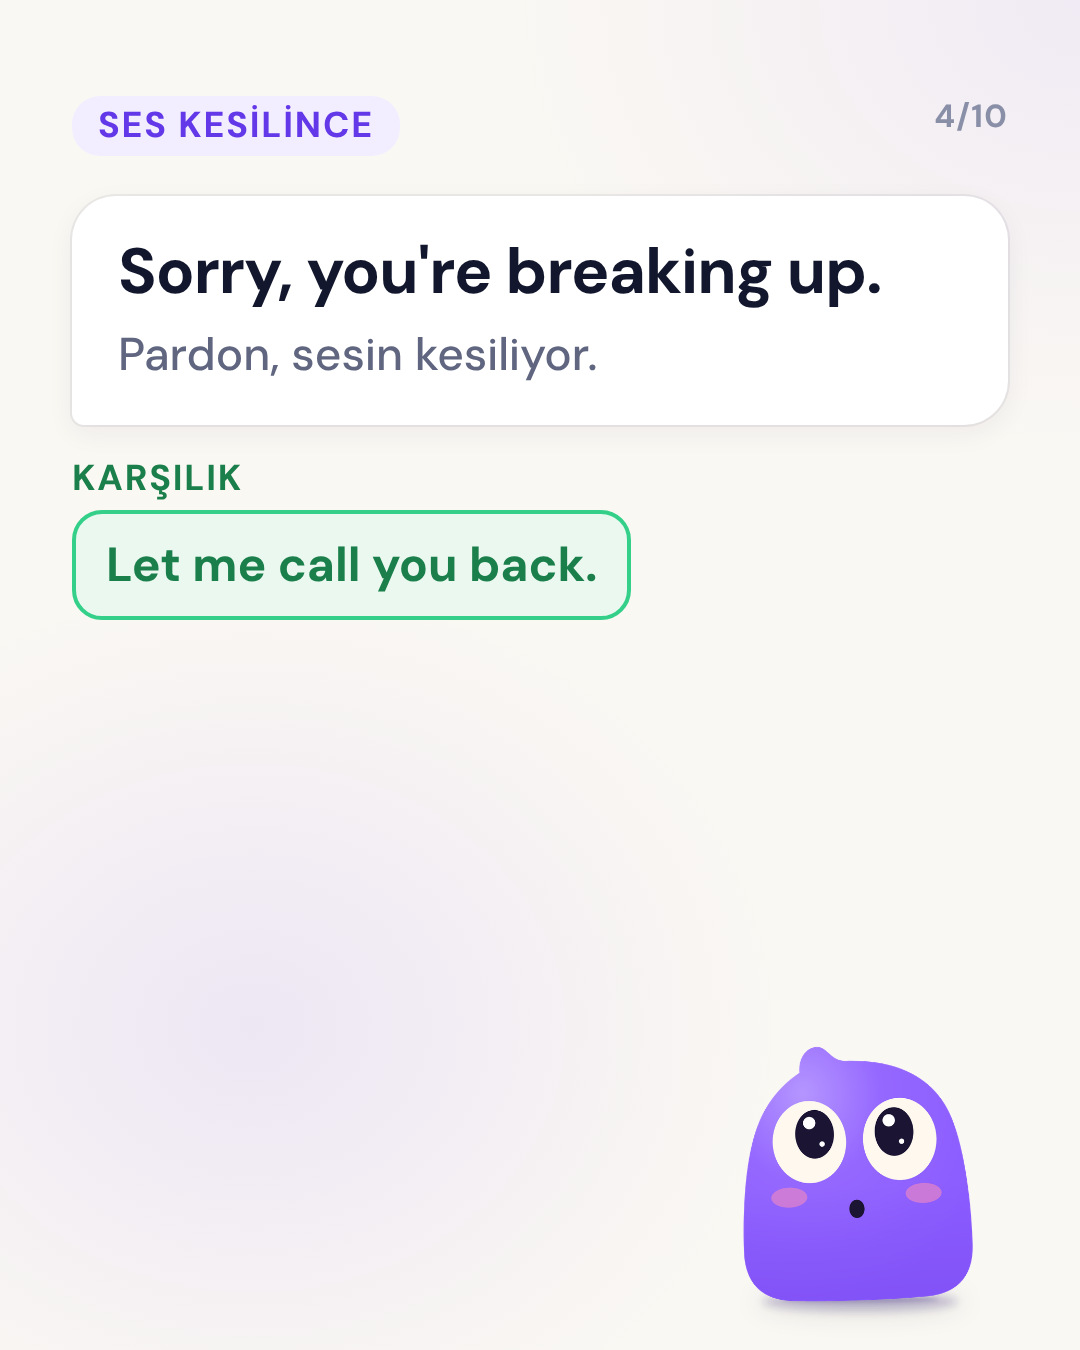 SES KESİLİNCE
4/10
Sorry, you're breaking up.
Pardon, sesin kesiliyor.
KARŞILIK
Let me call you back.